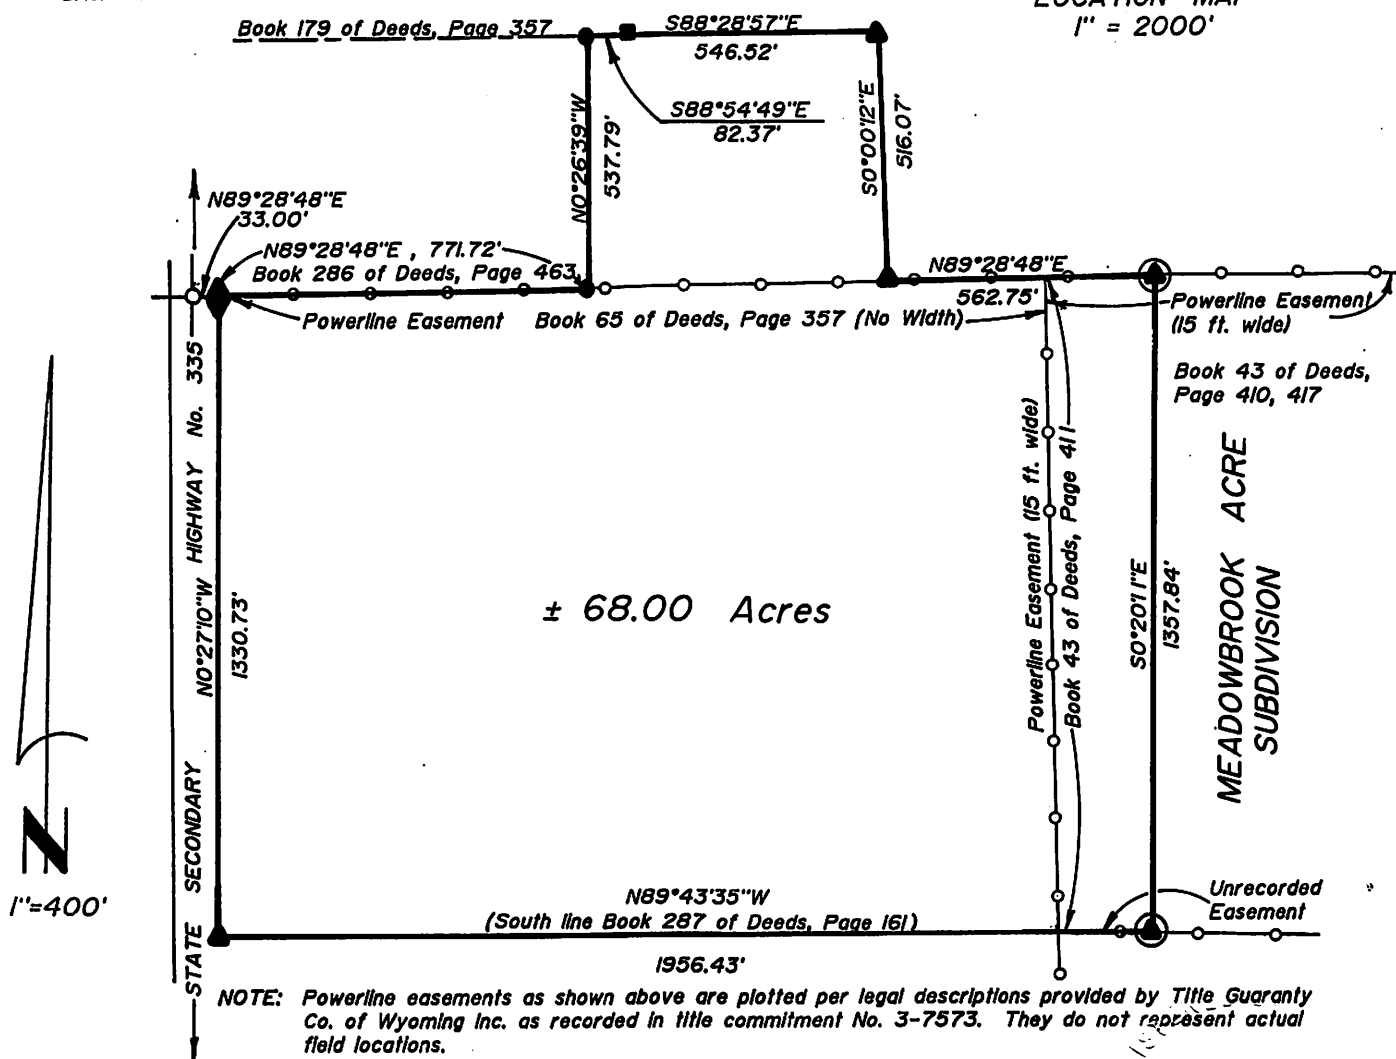 LOCATION MAP
1" = 2000'
Book 179 of Deeds, Page 357
S88°28'57"E
546.52'
S88°54'49"E
82.37'
N0°26'39"W
537.79'
S0°00'12"E
516.07'
N89°28'48"E
33.00'
N89°28'48"E , 771.72'
Book 286 of Deeds, Page 463
N89°28'48"E
562.75'
Powerline Easement
Book 65 of Deeds, Page 357 (No Width)
Powerline Easement
(15 ft. wide)
Book 43 of Deeds,
Page 410, 417
STATE SECONDARY HIGHWAY No. 335
N0°27'10"W
1330.73'
± 68.00 Acres
Powerline Easement (15 ft. wide)
Book 43 of Deeds, Page 411
S0°20'11"E
1357.84'
MEADOWBROOK ACRE
SUBDIVISION
N
1"=400'
N89°43'35"W
(South line Book 287 of Deeds, Page 161)
1956.43'
Unrecorded
Easement
NOTE: Powerline easements as shown above are plotted per legal descriptions provided by Title Guaranty
Co. of Wyoming Inc. as recorded in title commitment No. 3-7573. They do not represent actual
field locations.